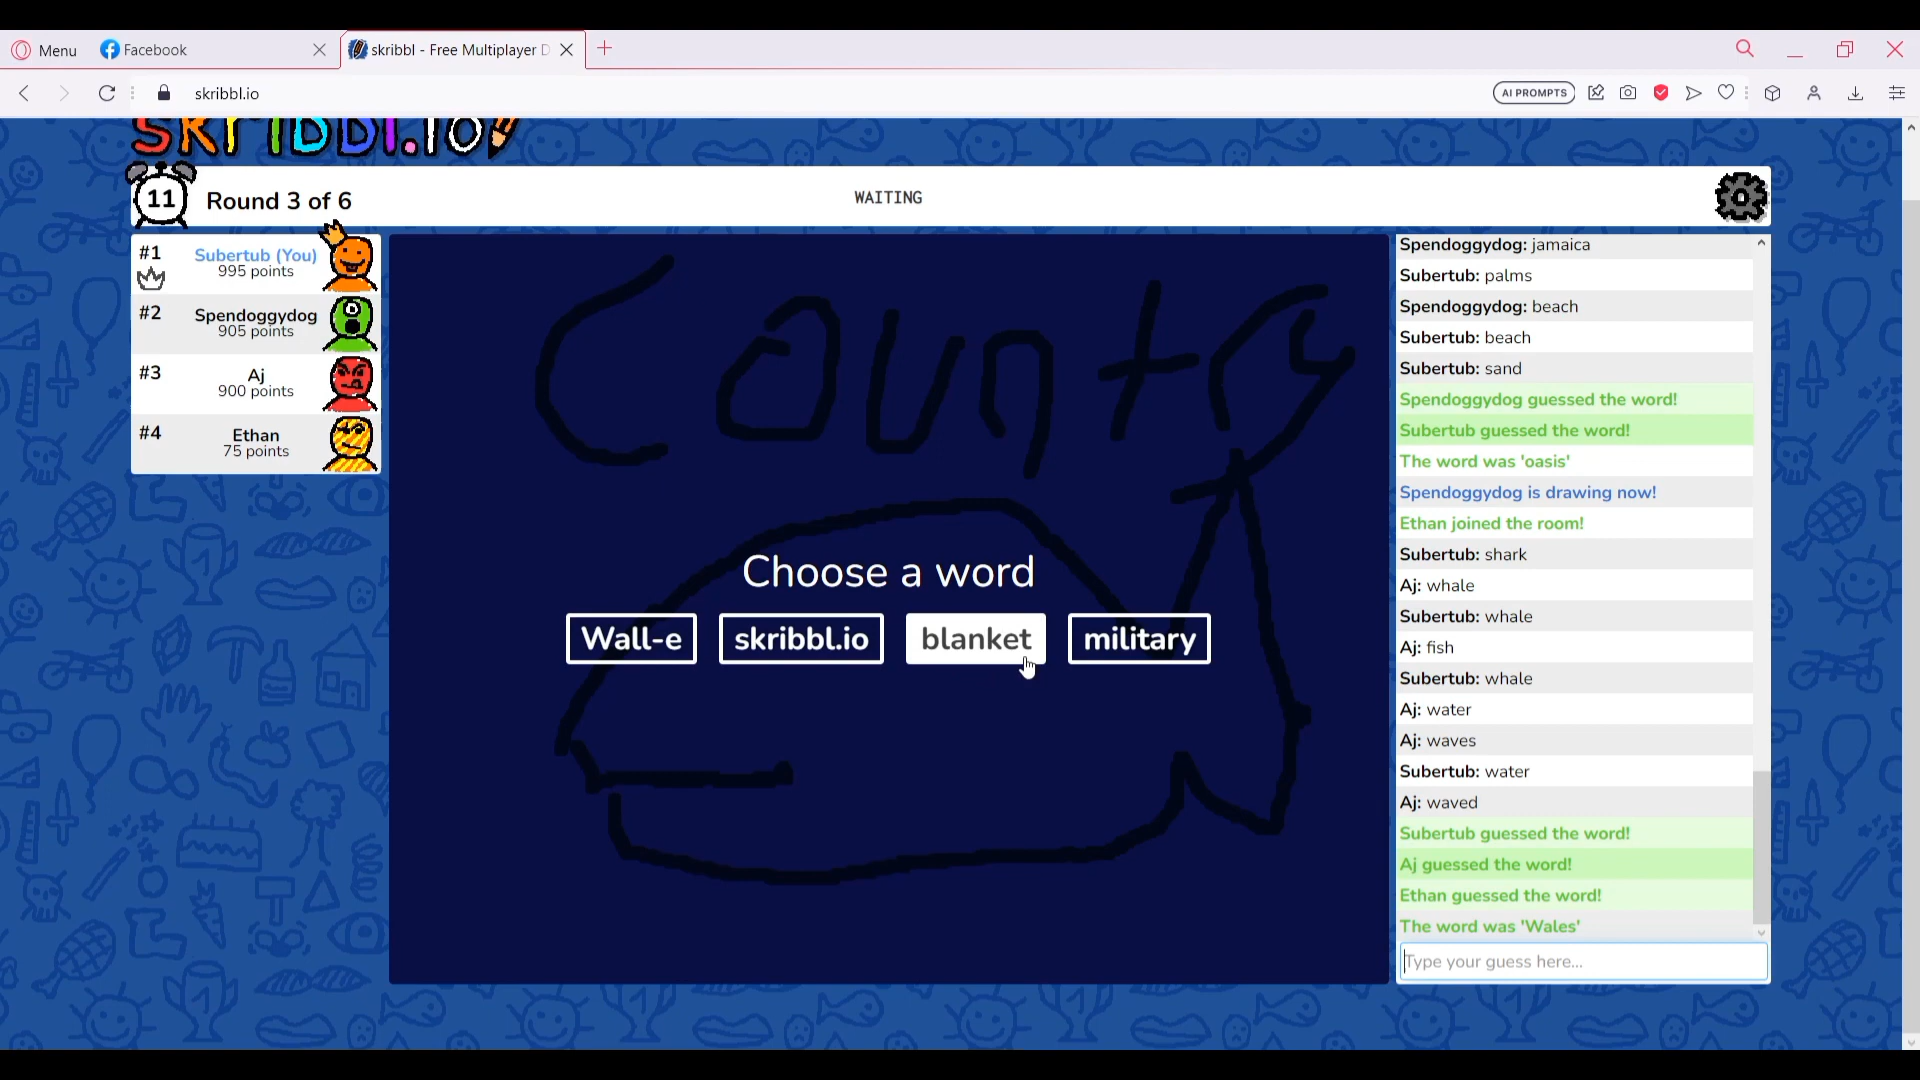 Menu
Facebook
skribbl - Free Multiplayer D
skribbl.io
AI PROMPTS
SKRIBBL.IO
11
Round 3 of 6
WAITING
#1
Subertub (You)
995 points
#2
Spendoggydog
905 points
#3
Aj
900 points
#4
Ethan
75 points
Country
Choose a word
Wall-e
skribbl.io
blanket
military
Spendoggydog: jamaica
Subertub: palms
Spendoggydog: beach
Subertub: beach
Subertub: sand
Spendoggydog guessed the word!
Subertub guessed the word!
The word was 'oasis'
Spendoggydog is drawing now!
Ethan joined the room!
Subertub: shark
Aj: whale
Subertub: whale
Aj: fish
Subertub: whale
Aj: water
Aj: waves
Subertub: water
Aj: waved
Subertub guessed the word!
Aj guessed the word!
Ethan guessed the word!
The word was 'Wales'
Type your guess here...